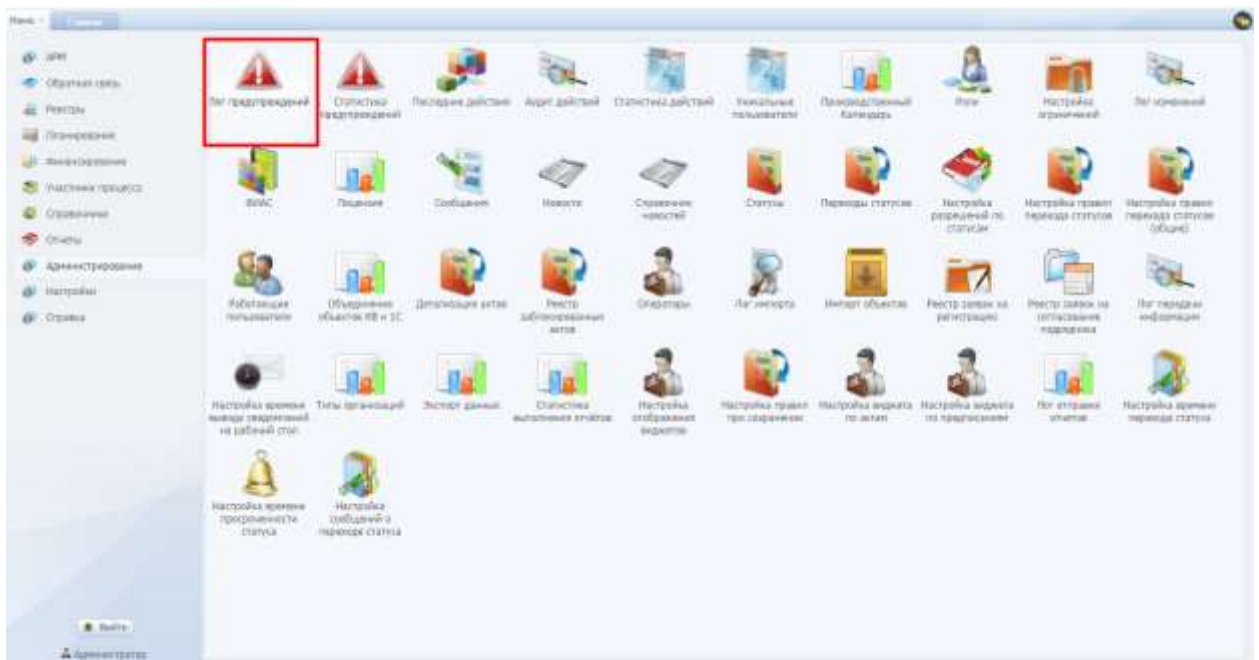 Меню
Главная
АРМ
Обратная связь
Реестры
Планирование
Финансирование
Участники процесса
Справочники
Отчеты
Администрирование
Настройки
Справка
Выйти
Администратор
Лог предупреждений
Статистика
предупреждений
Последние действия
Аудит действий
Статистика действий
Уникальные
пользователи
Производственный
Календарь
Роли
Настройка
ограничений
Лог изменений
ФИАС
Лицензия
Сообщения
Новости
Справочник
новостей
Статусы
Переходы статусов
Настройка
разрешений по
статусам
Настройка правил
перехода статусов
Настройка правил
перехода статусов
(общие)
Работающие
пользователи
Объединение
объектов КВ и 1С
Детализация актов
Реестр
заблокированных
актов
Операторы
Лог импорта
Импорт объектов
Реестр заявок на
регистрацию
Реестр заявок на
согласование
подрядчика
Лог передачи
информации
Настройка времени
вывода уведомлений
на рабочий стол
Типы организаций
Экспорт данных
Статистика
выполнения отчётов
Настройка
отображения
виджетов
Настройка правил
при сохранении
Настройка виджета
по актам
Настройка виджета
по предписаниям
Лог отправки
отчетов
Настройка времени
перехода статуса
Настройка времени
просроченности
статуса
Настройка
сообщений о
переходе статуса